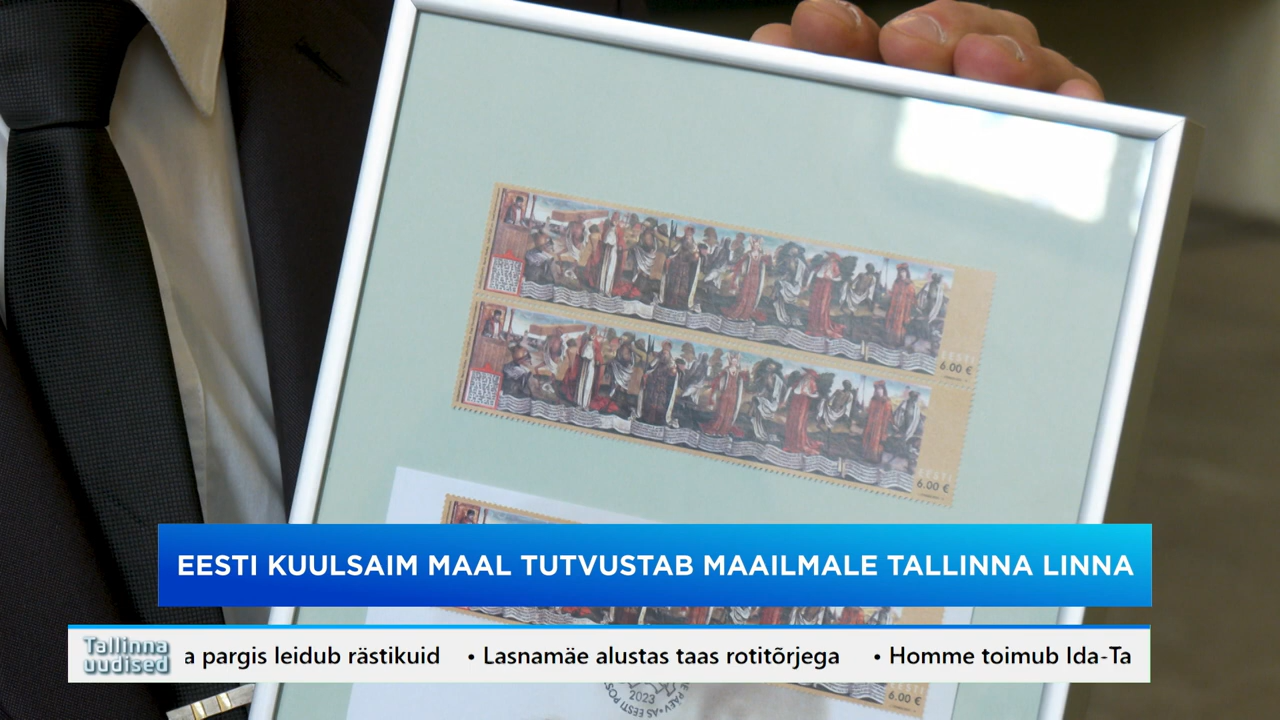 6.00 €
6.00 €
EESTI KUULSAIM MAAL TUTVUSTAB MAAILMALE TALLINNA LINNA
Tallinna
uudised
a pargis leidub rästikuid • Lasnamäe alustas taas rotitõrjega • Homme toimub Ida-Ta
2023
6.00 €